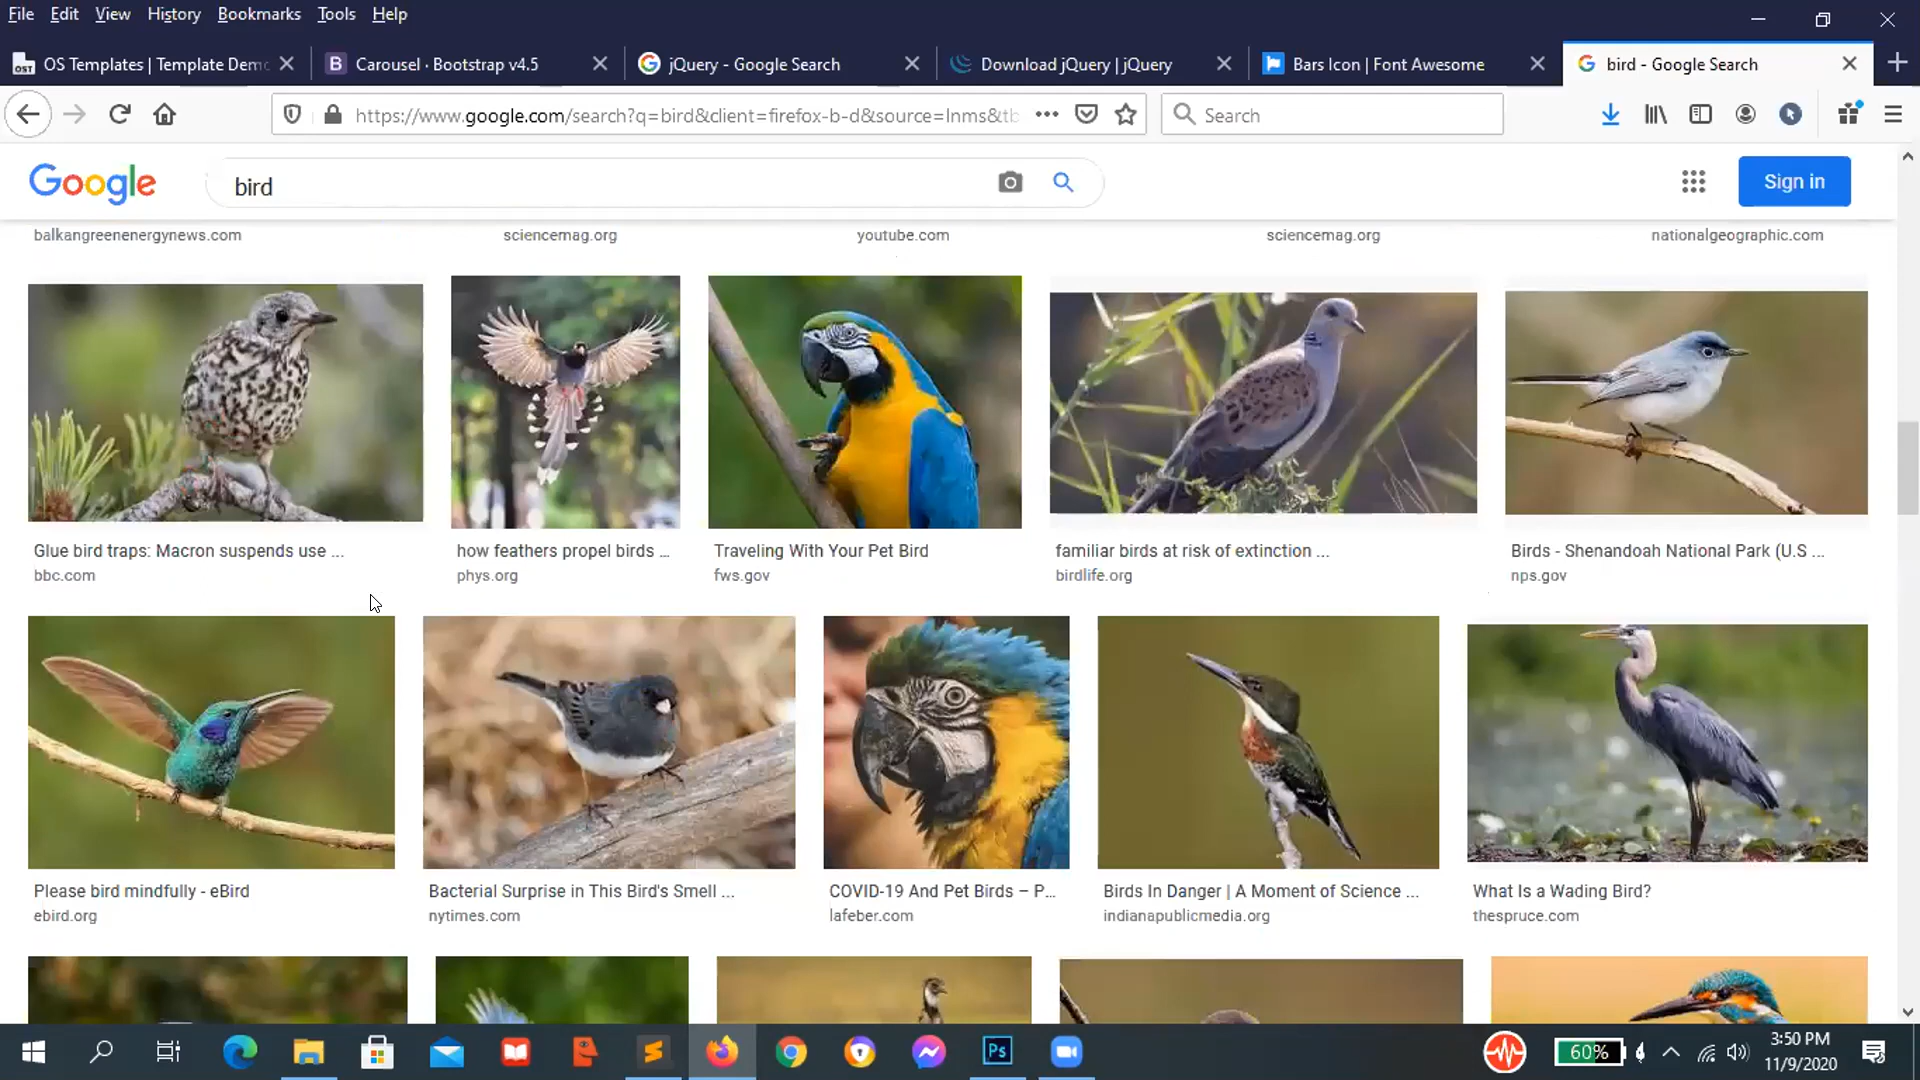 File Edit View History Bookmarks Tools Help
OST OS Templates | Template Demo
B Carousel · Bootstrap v4.5
jQuery - Google Search
Download jQuery | jQuery
Bars Icon | Font Awesome
bird - Google Search
https://www.google.com/search?q=bird&client=firefox-b-d&source=lnms&tb
Search
Google
bird
Sign in
balkangreenenergynews.com
sciencemag.org
youtube.com
sciencemag.org
nationalgeographic.com
Glue bird traps: Macron suspends use ...
bbc.com
how feathers propel birds ...
phys.org
Traveling With Your Pet Bird
fws.gov
familiar birds at risk of extinction ...
birdlife.org
Birds - Shenandoah National Park (U.S ...
nps.gov
Please bird mindfully - eBird
ebird.org
Bacterial Surprise in This Bird's Smell ...
nytimes.com
COVID-19 And Pet Birds – P...
lafeber.com
Birds In Danger | A Moment of Science ...
indianapublicmedia.org
What Is a Wading Bird?
thespruce.com
Ps
60%
3:50 PM
11/9/2020